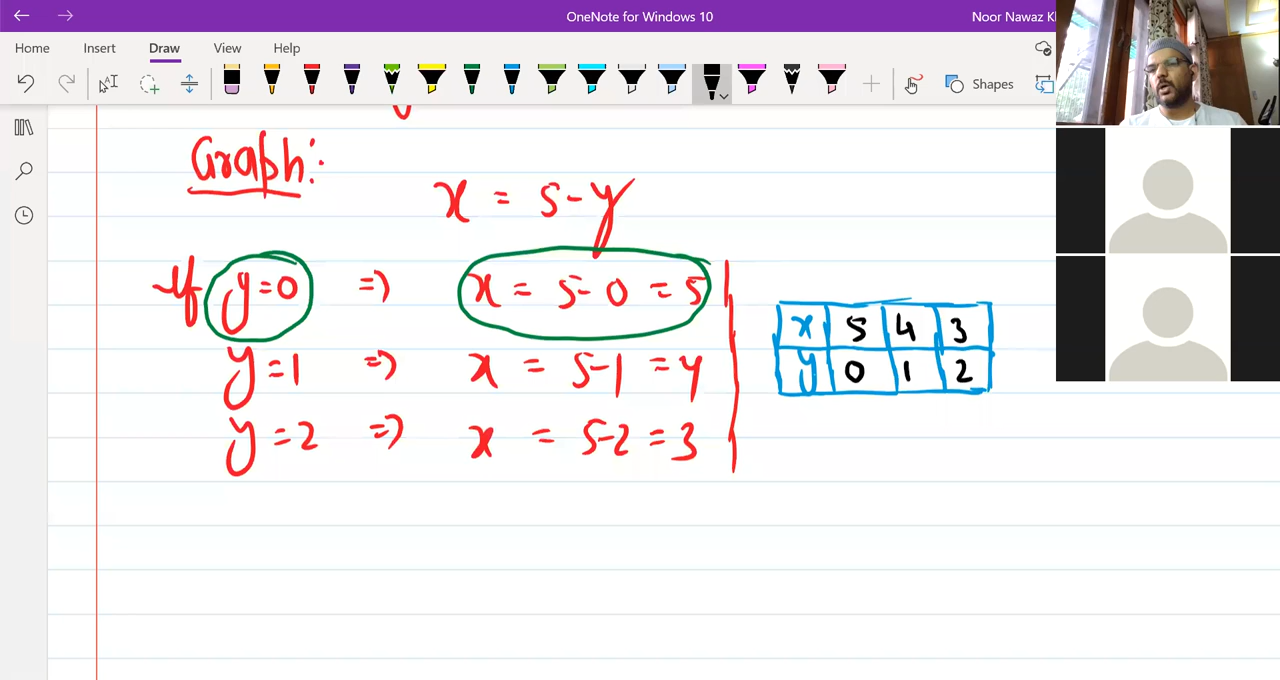 OneNote for Windows 10
Noor Nawaz Kh
Home Insert Draw View Help
Shapes
Graph:
x = 5-y
If y=0 => x = 5-0 = 5
y=1 => x = 5-1 = 4
y=2 => x = 5-2 = 3
x 5 4 3
y 0 1 2